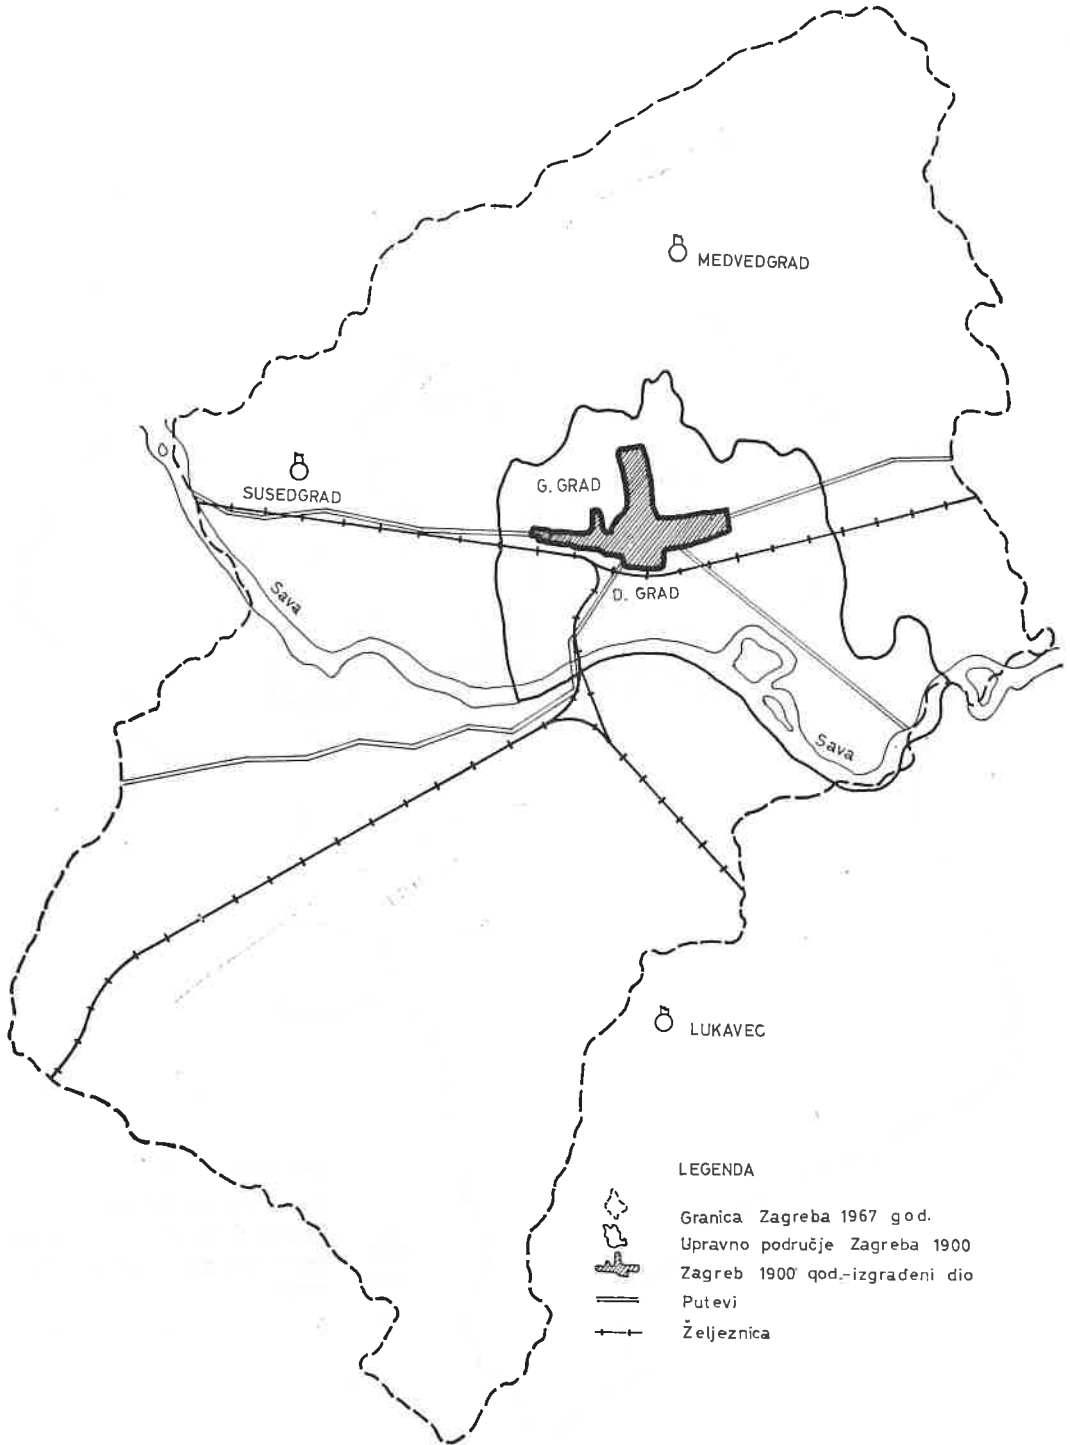 MEDVEDGRAD
SUSEDGRAD
G. GRAD
D. GRAD
Sava
Sava
LUKAVEC
LEGENDA
Granica Zagreba 1967 god.
Upravno područje Zagreba 1900
Zagreb 1900 god.-izgrađeni dio
Putevi
Željeznica